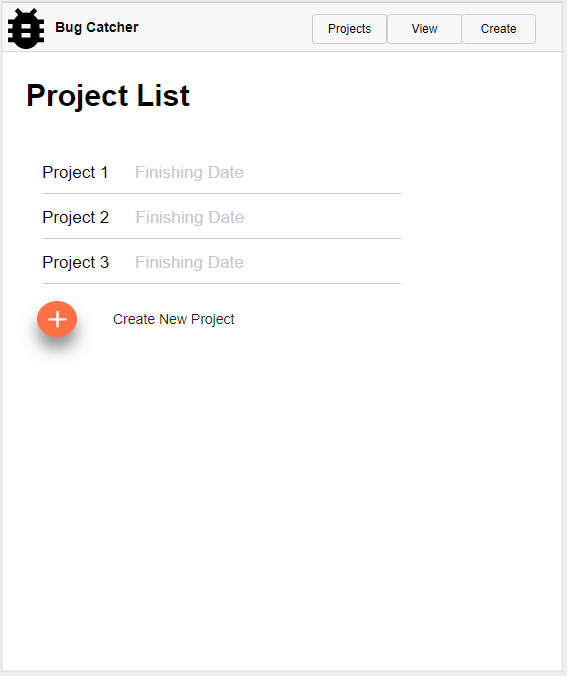 Bug Catcher Projects View Create
Project List
Project 1 Finishing Date
Project 2 Finishing Date
Project 3 Finishing Date
Create New Project